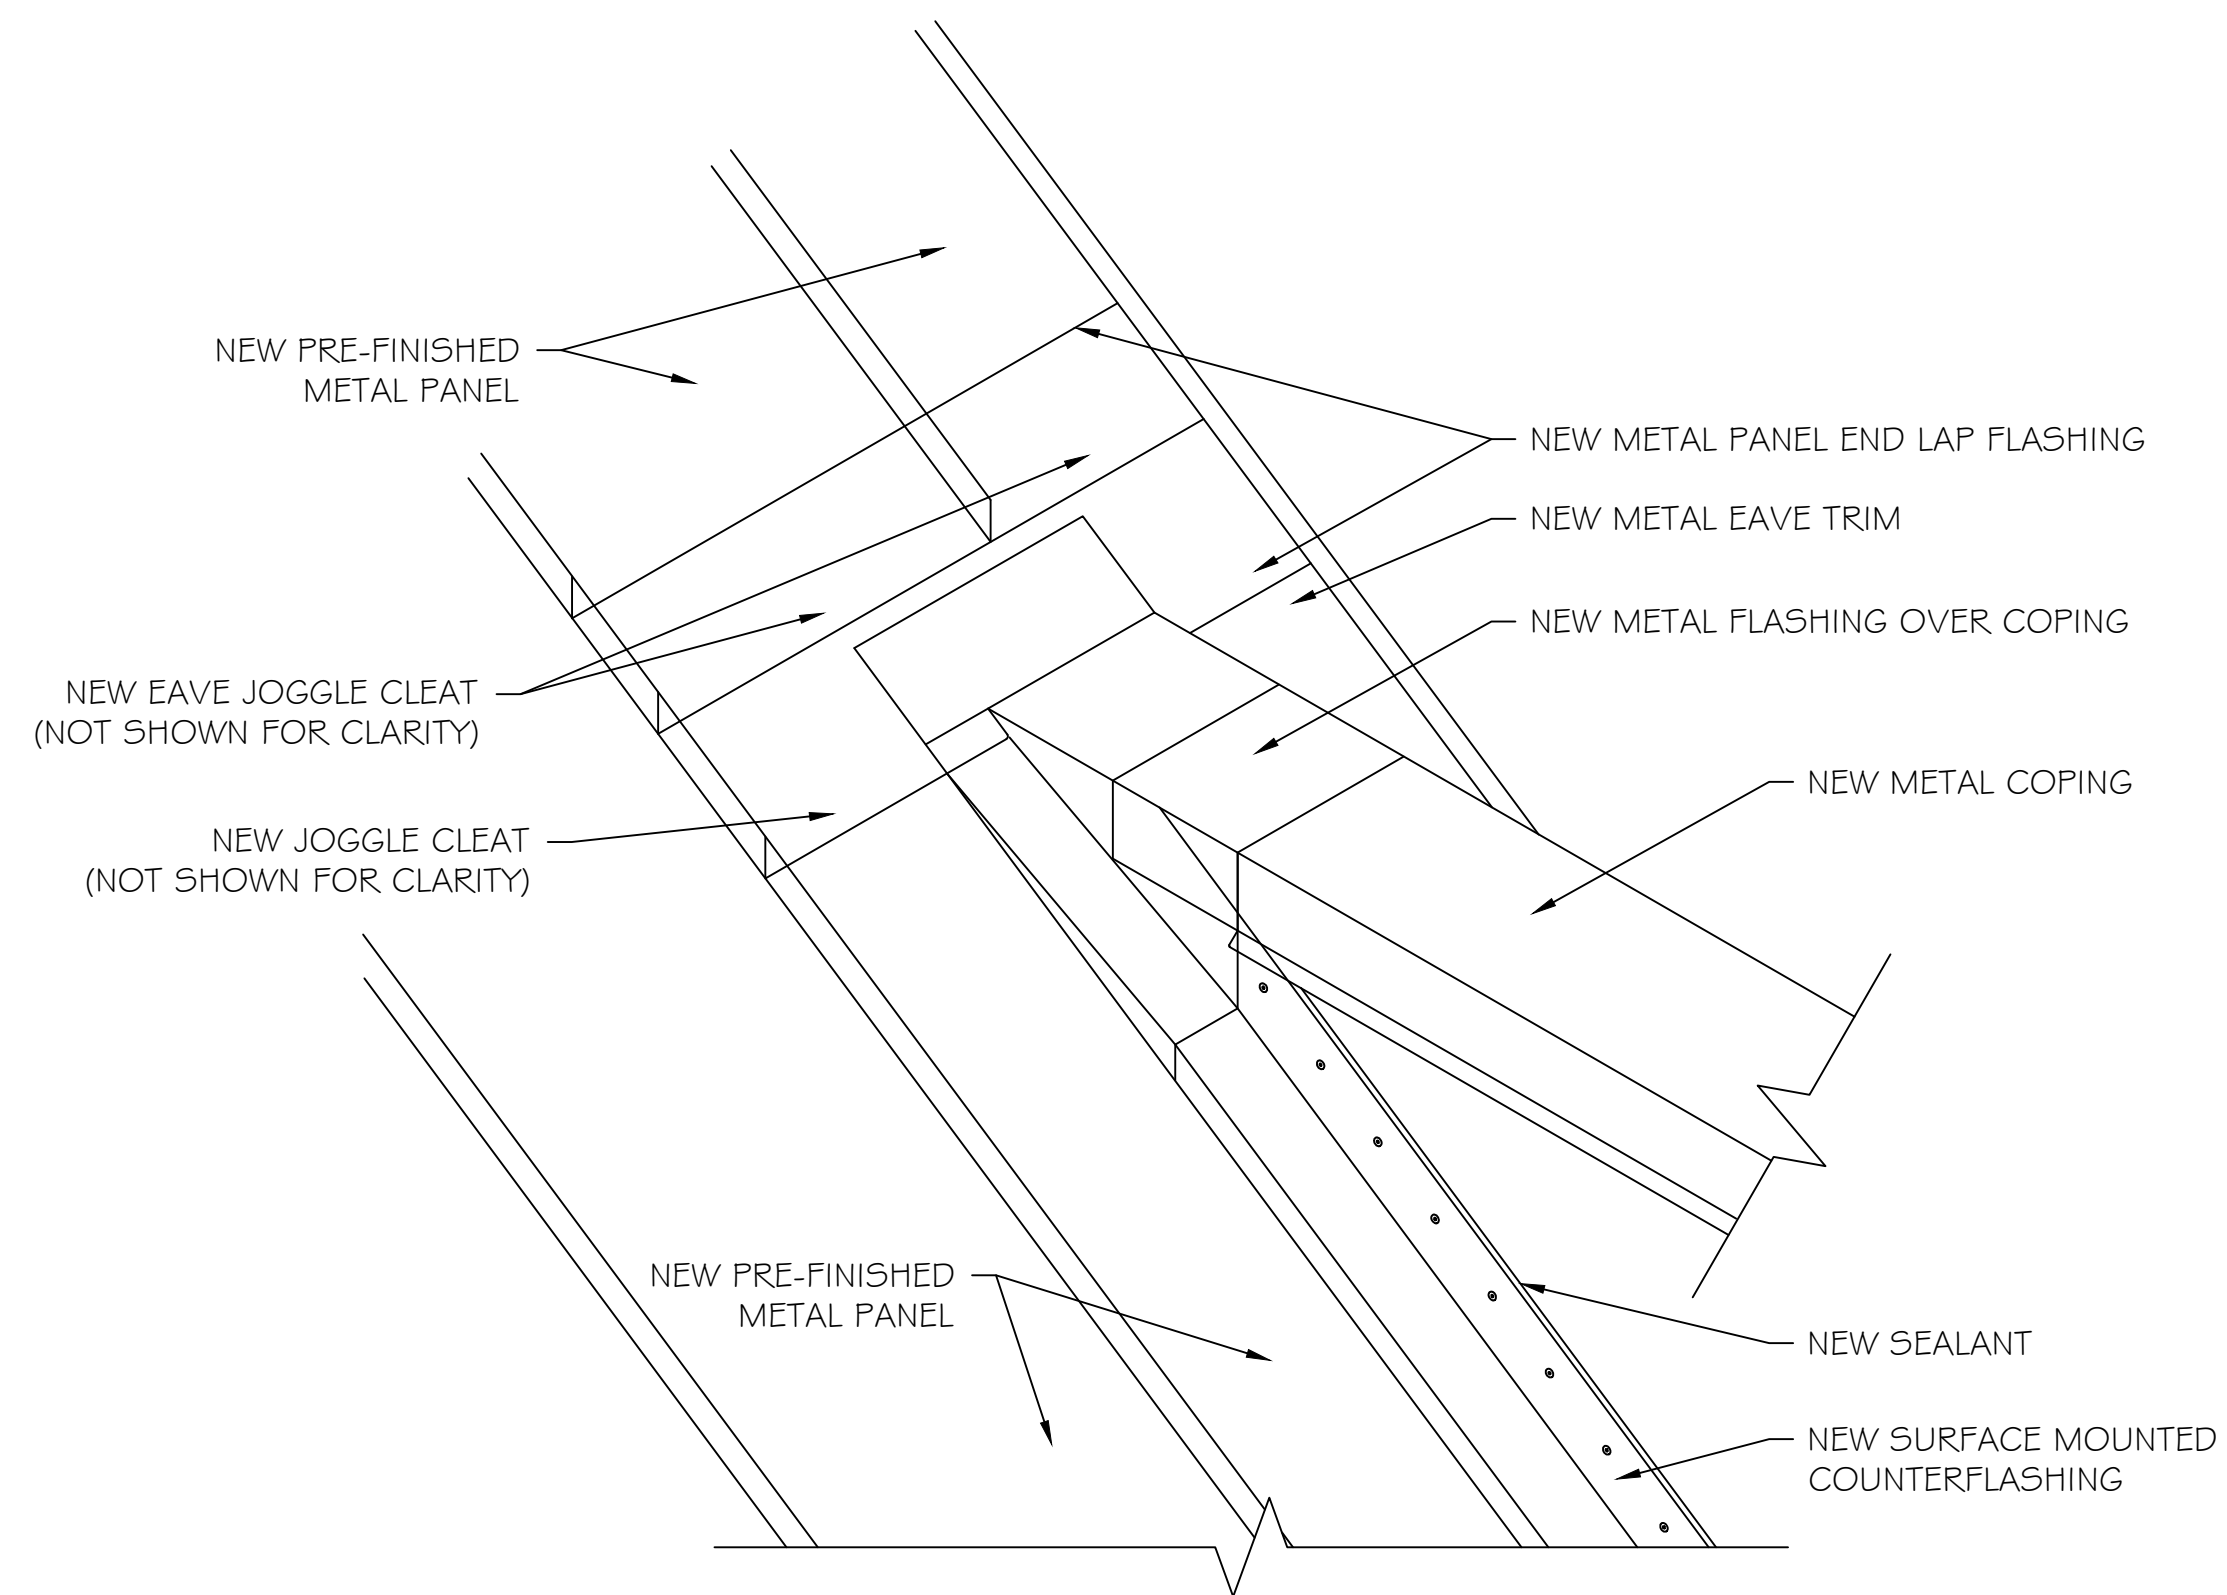 NEW PRE-FINISHED
METAL PANEL
NEW METAL PANEL END LAP FLASHING
NEW METAL EAVE TRIM
NEW METAL FLASHING OVER COPING
NEW EAVE JOGGLE CLEAT
(NOT SHOWN FOR CLARITY)
NEW METAL COPING
NEW JOGGLE CLEAT
(NOT SHOWN FOR CLARITY)
NEW PRE-FINISHED
METAL PANEL
NEW SEALANT
NEW SURFACE MOUNTED
COUNTERFLASHING